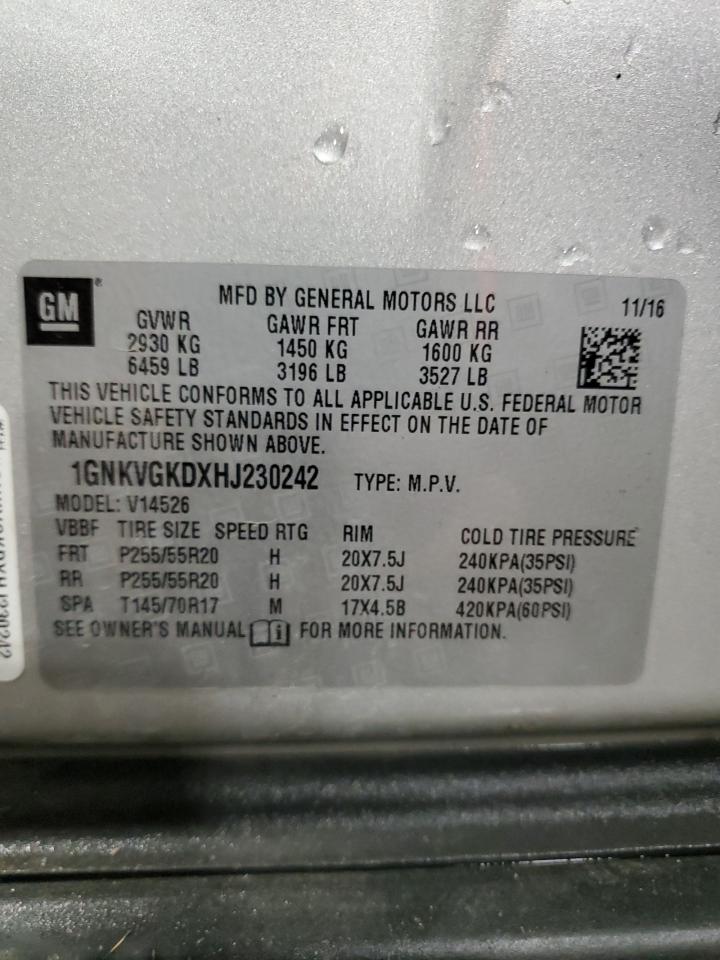 GM®
MFD BY GENERAL MOTORS LLC 11/16
GVWR GAWR FRT GAWR RR
2930 KG 1450 KG 1600 KG
6459 LB 3196 LB 3527 LB
THIS VEHICLE CONFORMS TO ALL APPLICABLE U.S. FEDERAL MOTOR
VEHICLE SAFETY STANDARDS IN EFFECT ON THE DATE OF
MANUFACTURE SHOWN ABOVE.
1GNKVGKDXHJ230242 TYPE: M.P.V.
MODEL: V14526
VBBF TIRE SIZE SPEED RTG RIM COLD TIRE PRESSURE
FRT P255/55R20 H 20X7.5J 240KPA(35PSI)
RR P255/55R20 H 20X7.5J 240KPA(35PSI)
SPA T145/70R17 M 17X4.5B 420KPA(60PSI)
SEE OWNER'S MANUAL FOR MORE INFORMATION.